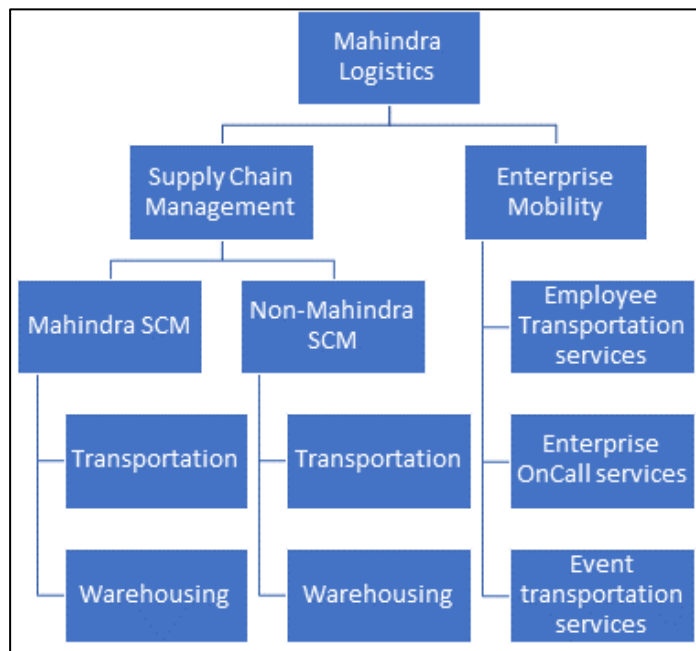 Mahindra
Logistics
Supply Chain
Management
Enterprise
Mobility
Mahindra SCM
Non-Mahindra
SCM
Employee
Transportation
services
Transportation
Transportation
Enterprise
OnCall services
Warehousing
Warehousing
Event
transportation
services